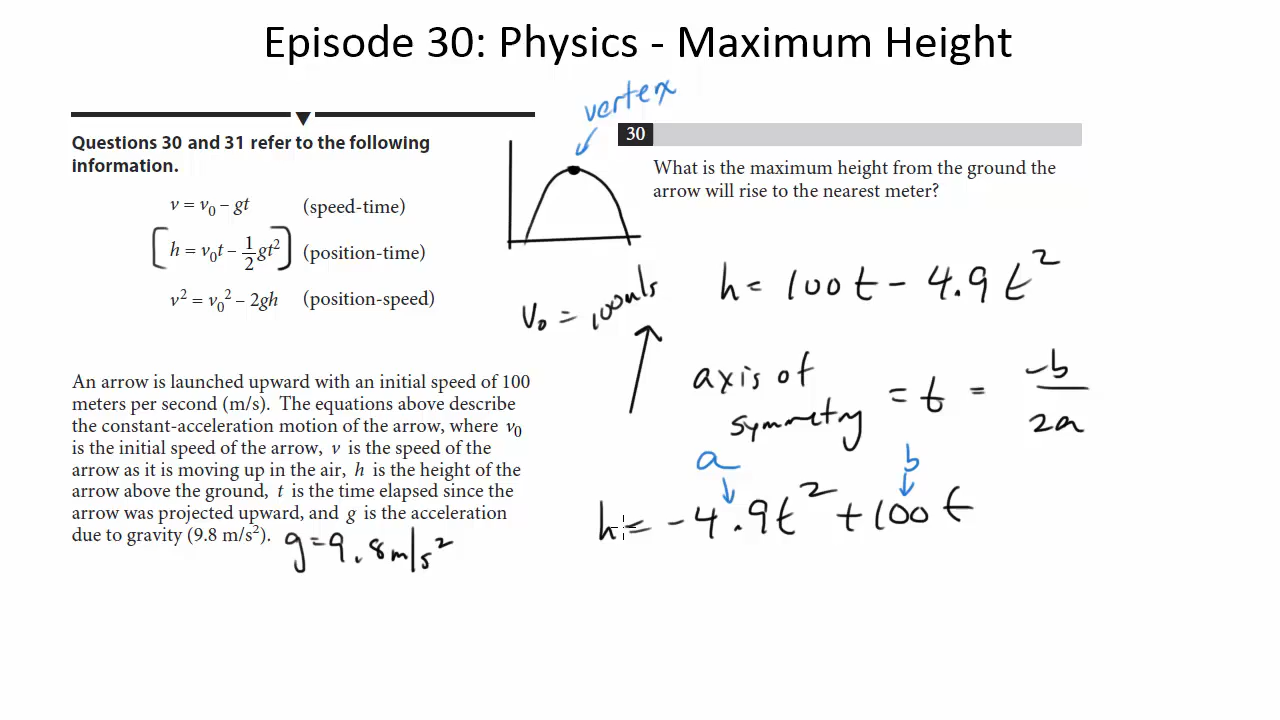 Episode 30: Physics - Maximum Height
Questions 30 and 31 refer to the following
information.
v = v₀ – gt (speed-time)
h = v₀t – 1/2 gt² (position-time)
v² = v₀² – 2gh (position-speed)
An arrow is launched upward with an initial speed of 100
meters per second (m/s). The equations above describe
the constant-acceleration motion of the arrow, where v₀
is the initial speed of the arrow, v is the speed of the
arrow as it is moving up in the air, h is the height of the
arrow above the ground, t is the time elapsed since the
arrow was projected upward, and g is the acceleration
due to gravity (9.8 m/s²).
g=9.8m/s²
vertex
30
What is the maximum height from the ground the
arrow will rise to the nearest meter?
v₀ = 100m/s
h= 100t - 4.9t²
axis of
symmetry = t = -b/2a
a b
h= -4.9t² + 100t